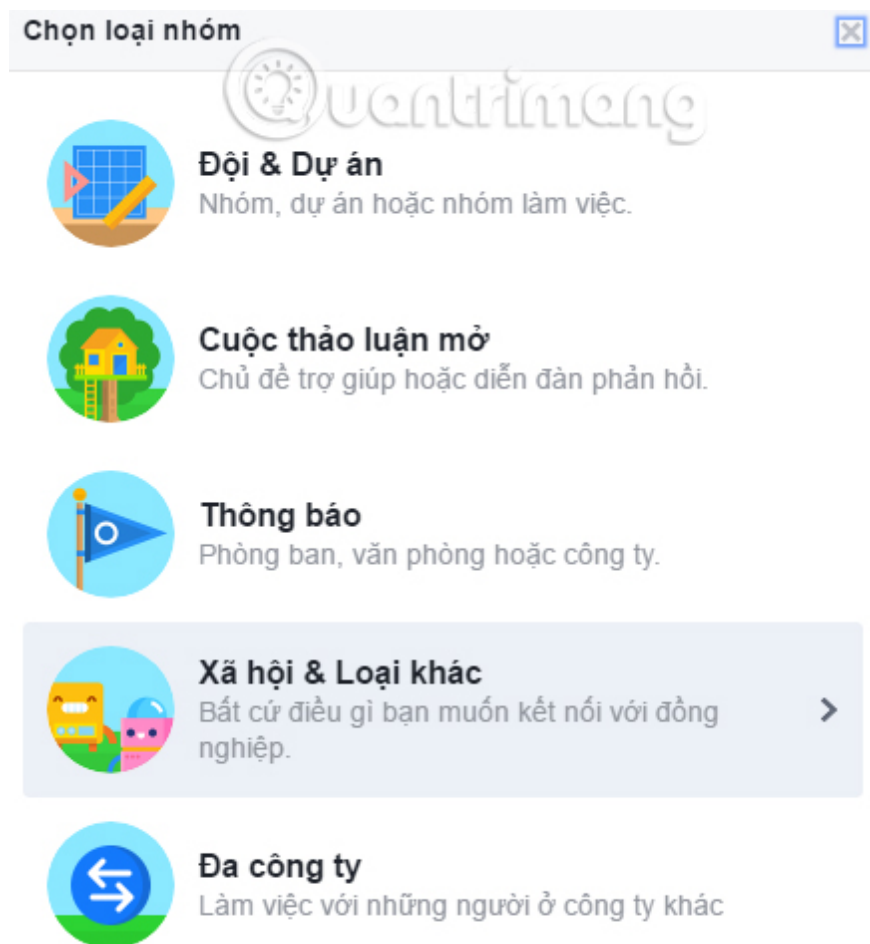 Chọn loại nhóm
Quantrimang
Đội & Dự án
Nhóm, dự án hoặc nhóm làm việc.
Cuộc thảo luận mở
Chủ đề trợ giúp hoặc diễn đàn phản hồi.
Thông báo
Phòng ban, văn phòng hoặc công ty.
Xã hội & Loại khác
Bất cứ điều gì bạn muốn kết nối với đồng
nghiệp.
Đa công ty
Làm việc với những người ở công ty khác